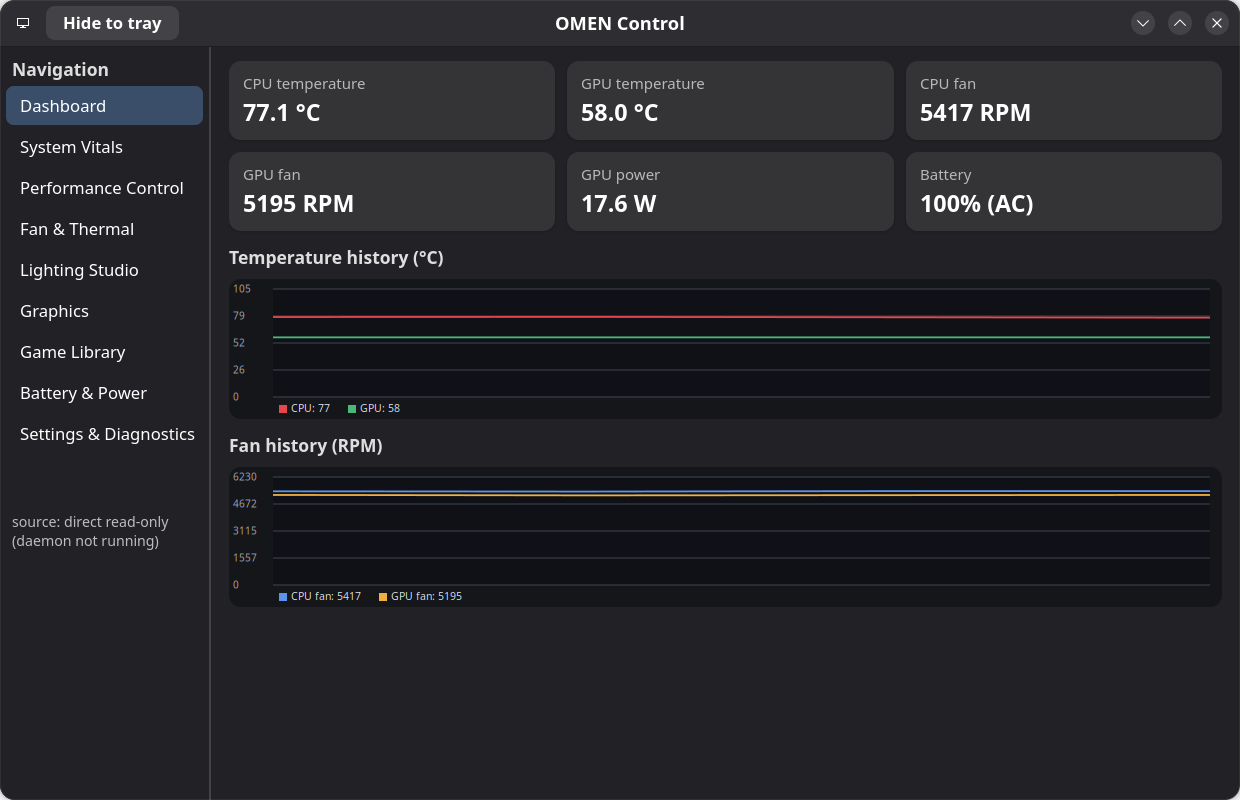 Hide to tray
OMEN Control
Navigation
Dashboard
System Vitals
Performance Control
Fan & Thermal
Lighting Studio
Graphics
Game Library
Battery & Power
Settings & Diagnostics
source: direct read-only
(daemon not running)
CPU temperature
77.1 °C
GPU temperature
58.0 °C
CPU fan
5417 RPM
GPU fan
5195 RPM
GPU power
17.6 W
Battery
100% (AC)
Temperature history (°C)
105
79
52
26
0
CPU: 77 GPU: 58
Fan history (RPM)
6230
4672
3115
1557
0
CPU fan: 5417 GPU fan: 5195